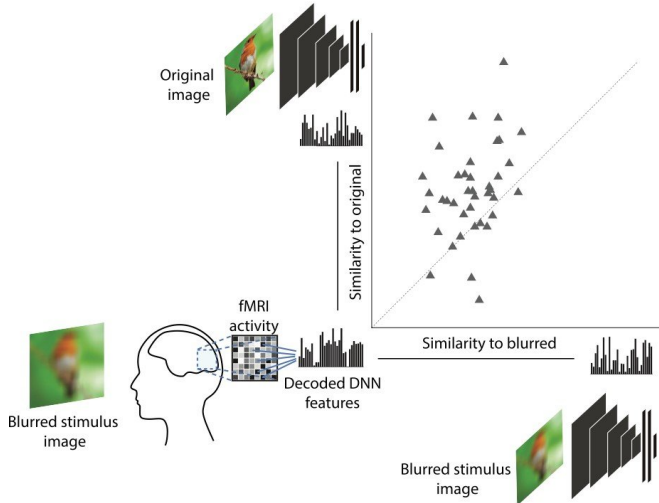 Original
image
Similarity to original
fMRI
activity
Similarity to blurred
Decoded DNN
features
Blurred stimulus
image
Blurred stimulus
image